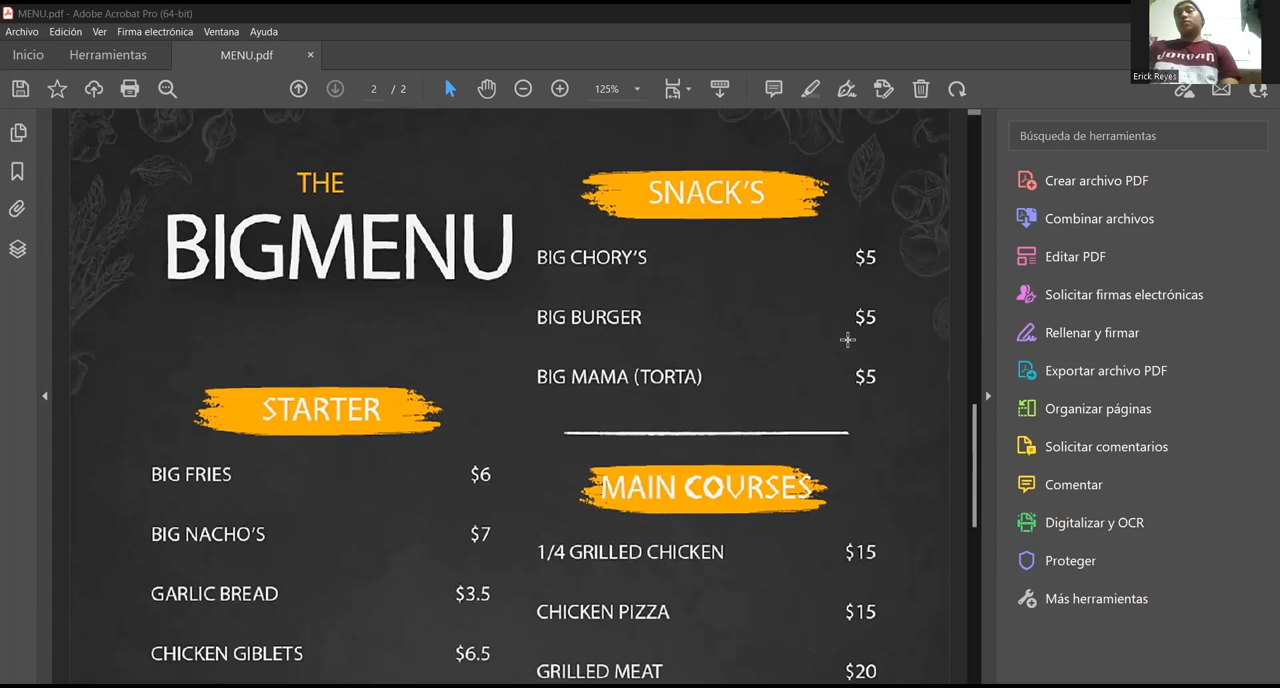 MENU.pdf - Adobe Acrobat Pro (64-bit)
Archivo Edición Ver Firma electrónica Ventana Ayuda
Inicio Herramientas MENU.pdf ×
2 / 2 125%
JORDAN
Erick Reyes
THE
BIGMENU
STARTER
BIG FRIES $6
BIG NACHO'S $7
GARLIC BREAD $3.5
CHICKEN GIBLETS $6.5
SNACK'S
BIG CHORY'S $5
BIG BURGER $5
BIG MAMA (TORTA) $5
MAIN COURSES
1/4 GRILLED CHICKEN $15
CHICKEN PIZZA $15
GRILLED MEAT $20
Búsqueda de herramientas
Crear archivo PDF
Combinar archivos
Editar PDF
Solicitar firmas electrónicas
Rellenar y firmar
Exportar archivo PDF
Organizar páginas
Solicitar comentarios
Comentar
Digitalizar y OCR
Proteger
Más herramientas